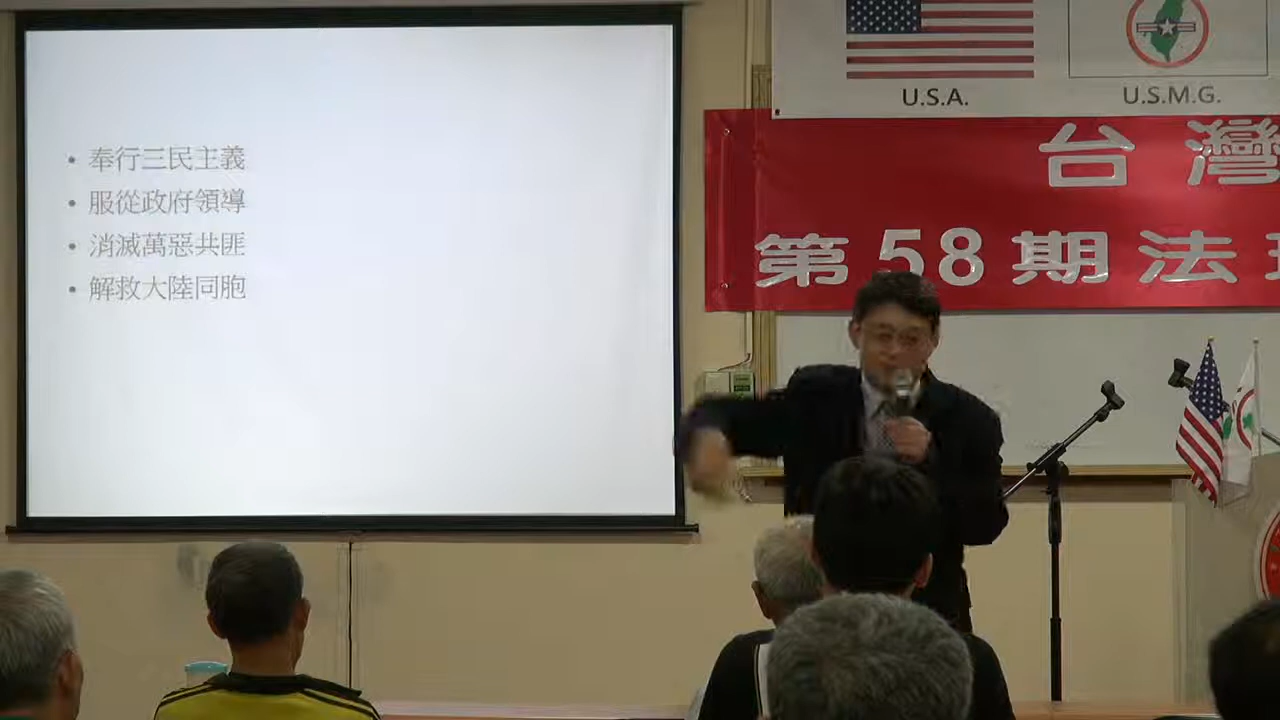 奉行三民主義
服從政府領導
消滅萬惡共匪
解救大陸同胞
U.S.A.
U.S.M.G.
台灣
第58期法